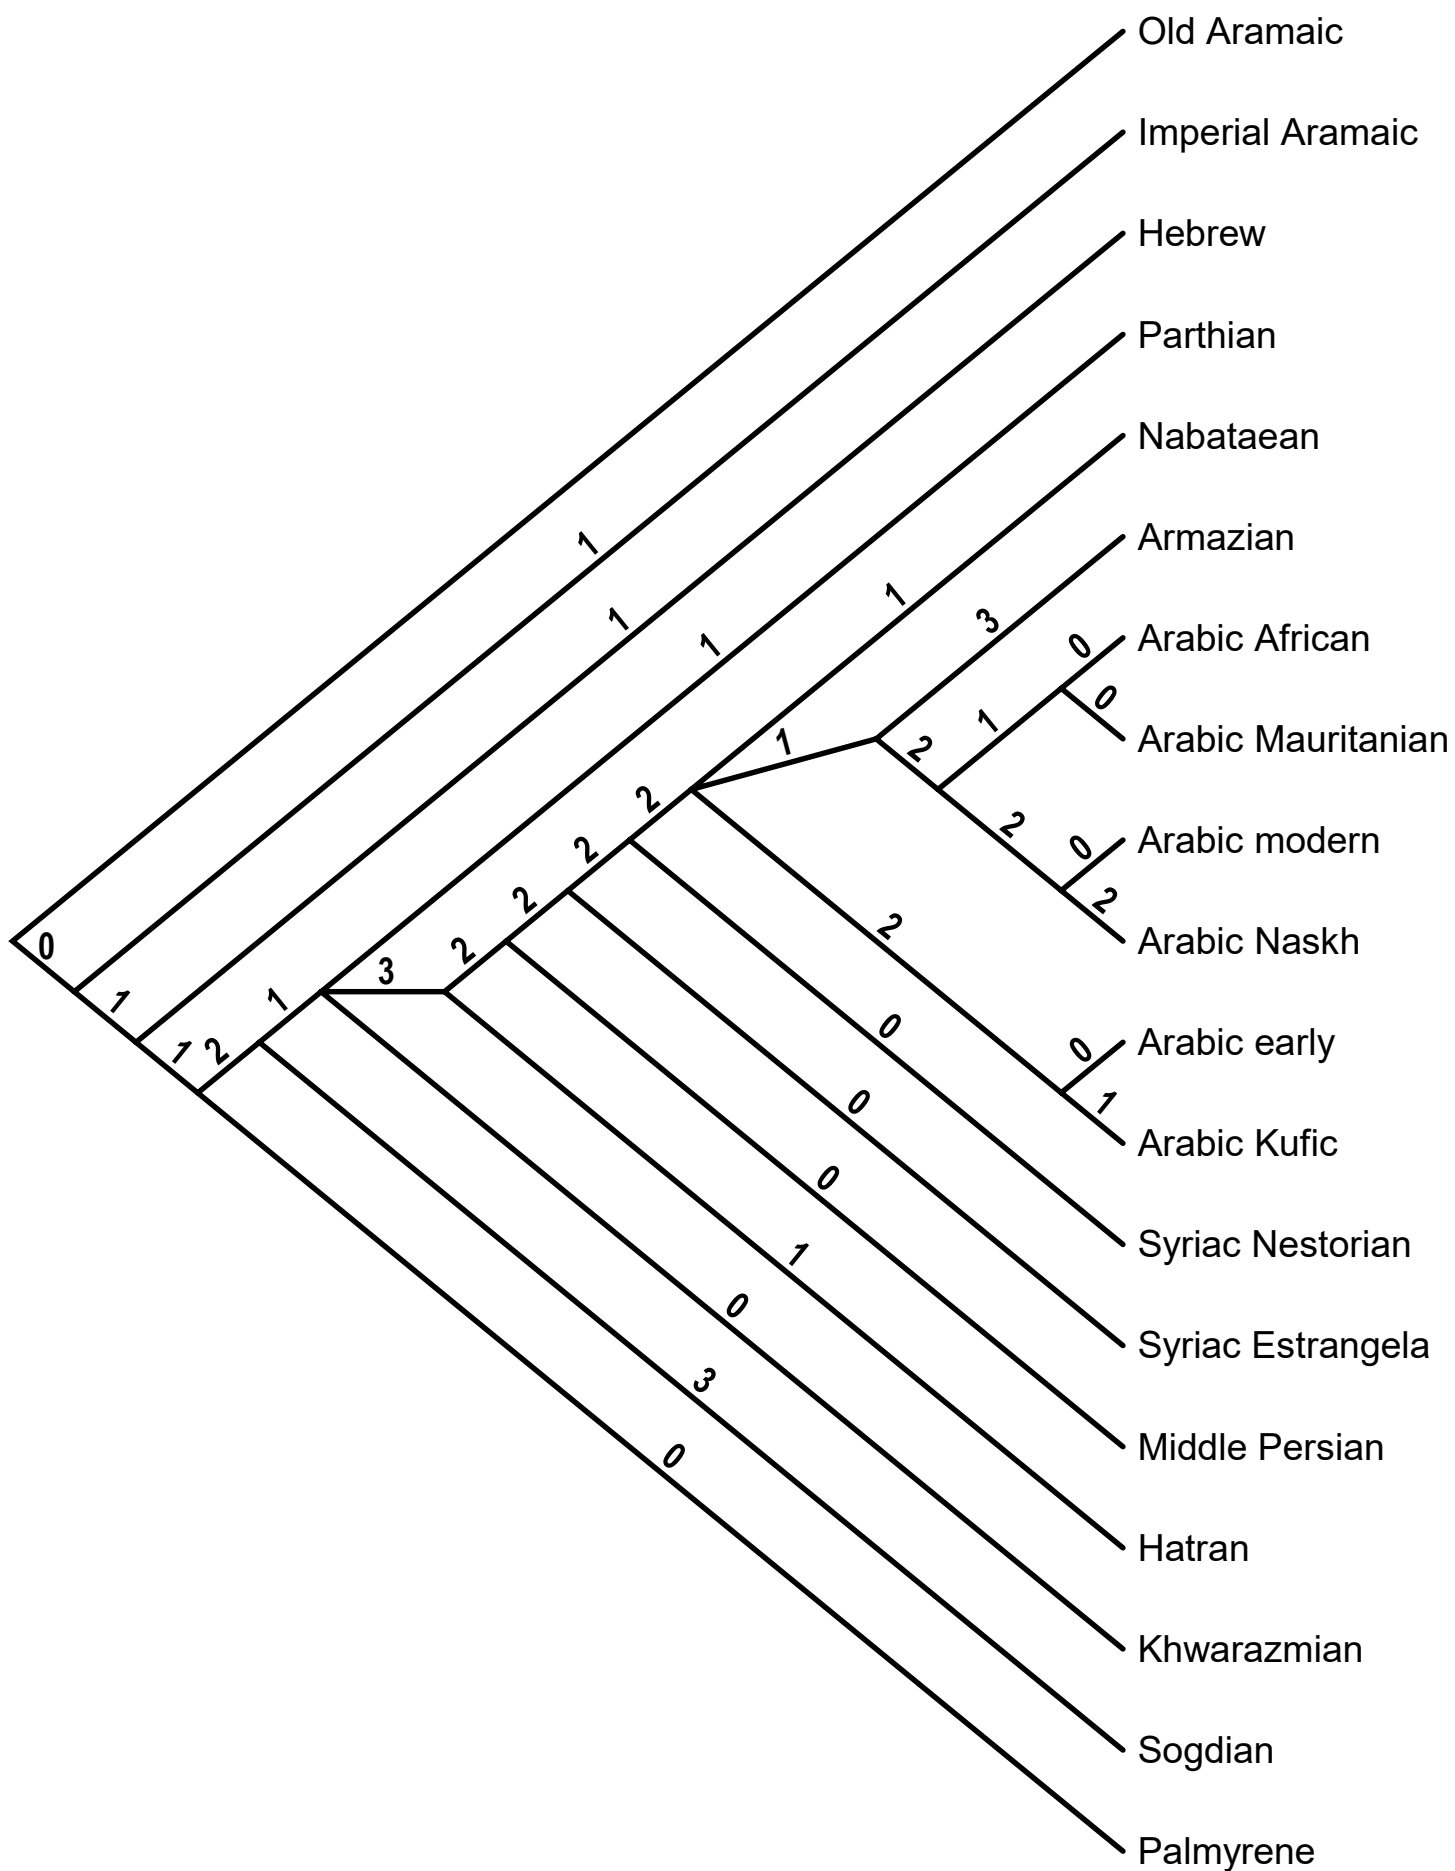 Old Aramaic
Imperial Aramaic
Hebrew
Parthian
Nabataean
Armazian
1
1
1
1
3
0
Arabic African
0
1
Arabic Mauritanian
1
2
2
2
0
Arabic modern
2
2
2
2
Arabic Naskh
0
3
2
1
1
0
0
Arabic early
1
2
0
1
Arabic Kufic
0
Syriac Nestorian
1
0
Syriac Estrangela
3
0
Middle Persian
Hatran
Khwarazmian
Sogdian
Palmyrene